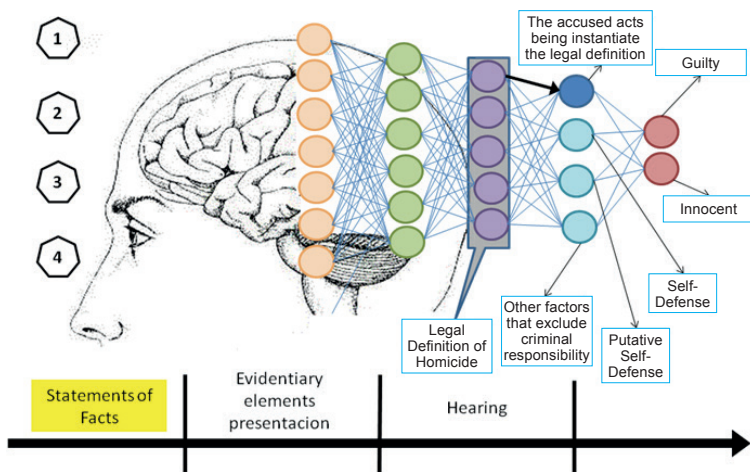 1
2
3
4
The accused acts
being instantiate
the legal definition
Guilty
Innocent
Self-
Defense
Putative
Self-
Defense
Other factors
that exclude
criminal
responsibility
Legal
Definition of
Homicide
Statements of
Facts
Evidentiary
elements
presentacion
Hearing